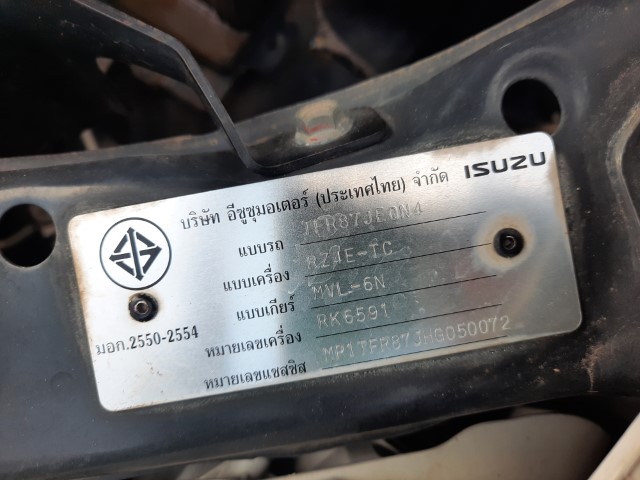 บริษัท อีซูซุมอเตอร์ (ประเทศไทย) จำกัด ISUZU
แบบรถ
แบบเครื่อง RZ4E-TC
แบบเกียร์ MVL-6N
มอก.2550-2554
หมายเลขเครื่อง RK6591
หมายเลขแชสซิส MP1TFR87JHG050072